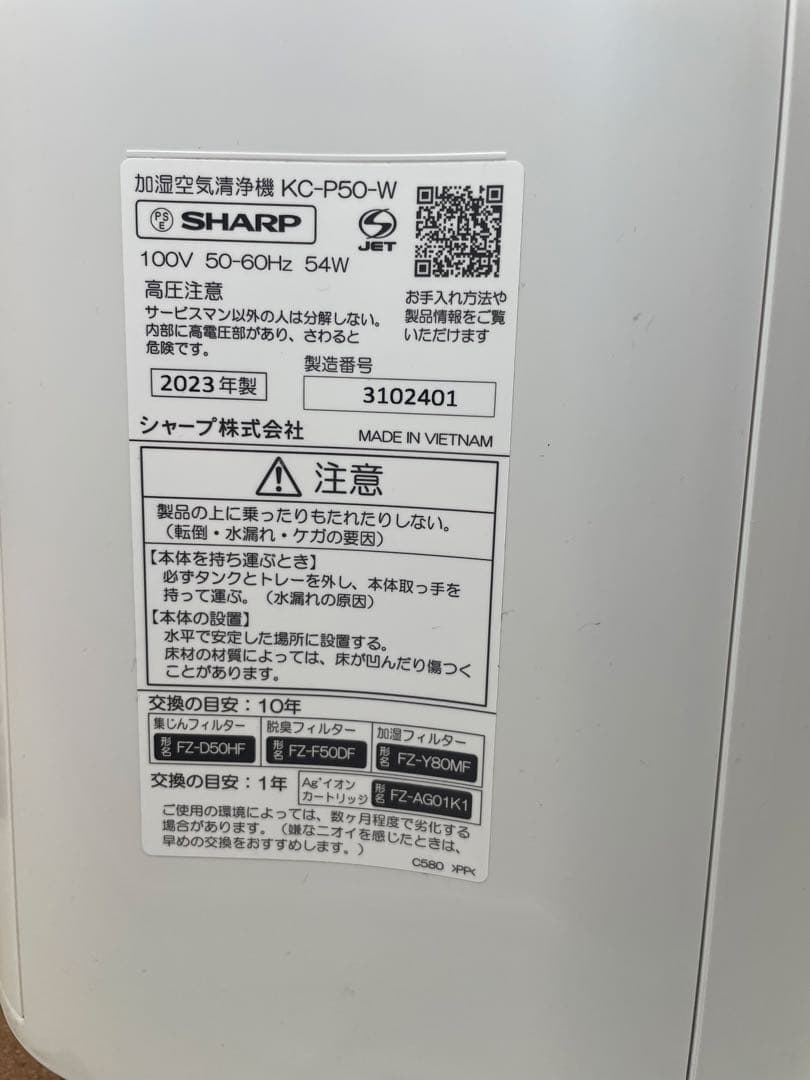 加湿空気清浄機 KC-P50-W
PS E SHARP
JET
100V 50-60Hz 54W
高圧注意
サービスマン以外の人は分解しない。
内部に高電圧部があり、さわると
危険です。
お手入れ方法や
製品情報をご覧
いただけます
製造番号
2023年製
3102401
シャープ株式会社
MADE IN VIETNAM
注意
製品の上に乗ったりもたれたりしない。
（転倒・水漏れ・ケガの要因）
【本体を持ち運ぶとき】
必ずタンクとトレーを外し、本体取っ手を
持って運ぶ。（水漏れの原因）
【本体の設置】
水平で安定した場所に設置する。
床材の材質によっては、床が凹んだり傷つく
ことがあります。
交換の目安：10年
集じんフィルター
形名 FZ-D50HF
脱臭フィルター
形名 FZ-F50DF
加湿フィルター
形名 FZ-Y80MF
交換の目安：1年
Ag⁺イオン
カートリッジ
形名 FZ-AG01K1
ご使用の環境によっては、数ヶ月程度で劣化する
場合があります。（嫌なニオイを感じたときは、
早めの交換をおすすめします。）
C580 >PP<